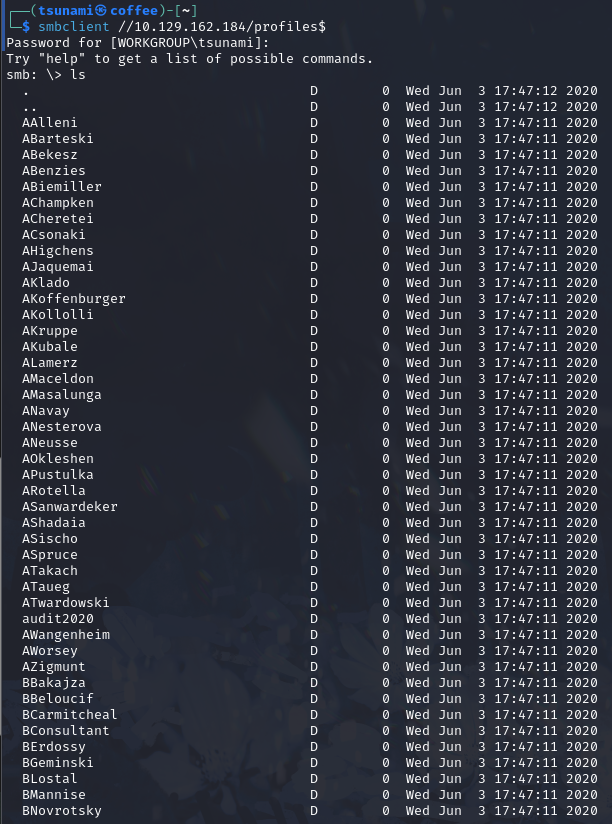 ┌──(tsunami㉿coffee)-[~]
└─$ smbclient //10.129.162.184/profiles$
Password for [WORKGROUP\tsunami]:
Try "help" to get a list of possible commands.
smb: \> ls
. D 0 Wed Jun 3 17:47:12 2020
.. D 0 Wed Jun 3 17:47:12 2020
AAlleni D 0 Wed Jun 3 17:47:11 2020
ABarteski D 0 Wed Jun 3 17:47:11 2020
ABekesz D 0 Wed Jun 3 17:47:11 2020
ABenzies D 0 Wed Jun 3 17:47:11 2020
ABiemiller D 0 Wed Jun 3 17:47:11 2020
AChampken D 0 Wed Jun 3 17:47:11 2020
ACheretei D 0 Wed Jun 3 17:47:11 2020
ACsonaki D 0 Wed Jun 3 17:47:11 2020
AHigchens D 0 Wed Jun 3 17:47:11 2020
AJaquemai D 0 Wed Jun 3 17:47:11 2020
AKlado D 0 Wed Jun 3 17:47:11 2020
AKoffenburger D 0 Wed Jun 3 17:47:11 2020
AKollolli D 0 Wed Jun 3 17:47:11 2020
AKruppe D 0 Wed Jun 3 17:47:11 2020
AKubale D 0 Wed Jun 3 17:47:11 2020
ALamerz D 0 Wed Jun 3 17:47:11 2020
AMaceldon D 0 Wed Jun 3 17:47:11 2020
AMasalunga D 0 Wed Jun 3 17:47:11 2020
ANavay D 0 Wed Jun 3 17:47:11 2020
ANesterova D 0 Wed Jun 3 17:47:11 2020
ANeusse D 0 Wed Jun 3 17:47:11 2020
AOkleshen D 0 Wed Jun 3 17:47:11 2020
APustulka D 0 Wed Jun 3 17:47:11 2020
ARotella D 0 Wed Jun 3 17:47:11 2020
ASanwardeker D 0 Wed Jun 3 17:47:11 2020
AShadaia D 0 Wed Jun 3 17:47:11 2020
ASischo D 0 Wed Jun 3 17:47:11 2020
ASpruce D 0 Wed Jun 3 17:47:11 2020
ATakach D 0 Wed Jun 3 17:47:11 2020
ATaueg D 0 Wed Jun 3 17:47:11 2020
ATwardowski D 0 Wed Jun 3 17:47:11 2020
audit2020 D 0 Wed Jun 3 17:47:11 2020
AWangenheim D 0 Wed Jun 3 17:47:11 2020
AWorsey D 0 Wed Jun 3 17:47:11 2020
AZigmunt D 0 Wed Jun 3 17:47:11 2020
BBakajza D 0 Wed Jun 3 17:47:11 2020
BBeloucif D 0 Wed Jun 3 17:47:11 2020
BCarmitcheal D 0 Wed Jun 3 17:47:11 2020
BConsultant D 0 Wed Jun 3 17:47:11 2020
BErdossy D 0 Wed Jun 3 17:47:11 2020
BGeminski D 0 Wed Jun 3 17:47:11 2020
BLostal D 0 Wed Jun 3 17:47:11 2020
BMannise D 0 Wed Jun 3 17:47:11 2020
BNovrotsky D 0 Wed Jun 3 17:47:11 2020